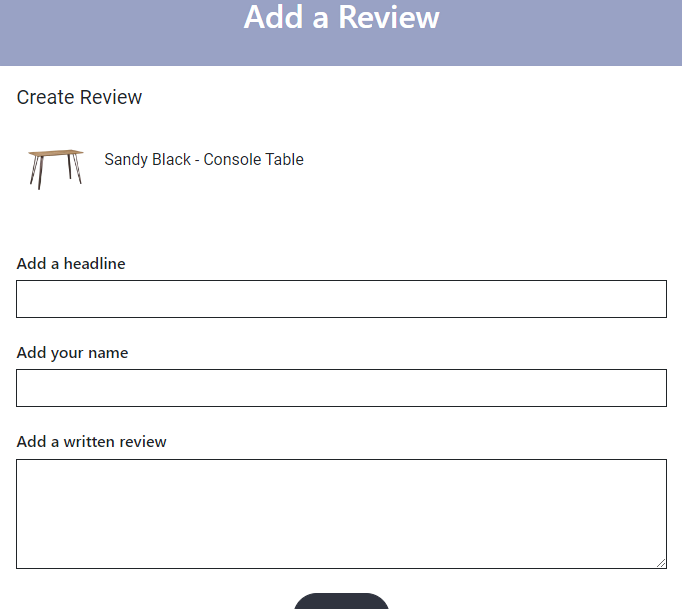 Add a Review
Create Review
Sandy Black - Console Table
Add a headline
Add your name
Add a written review